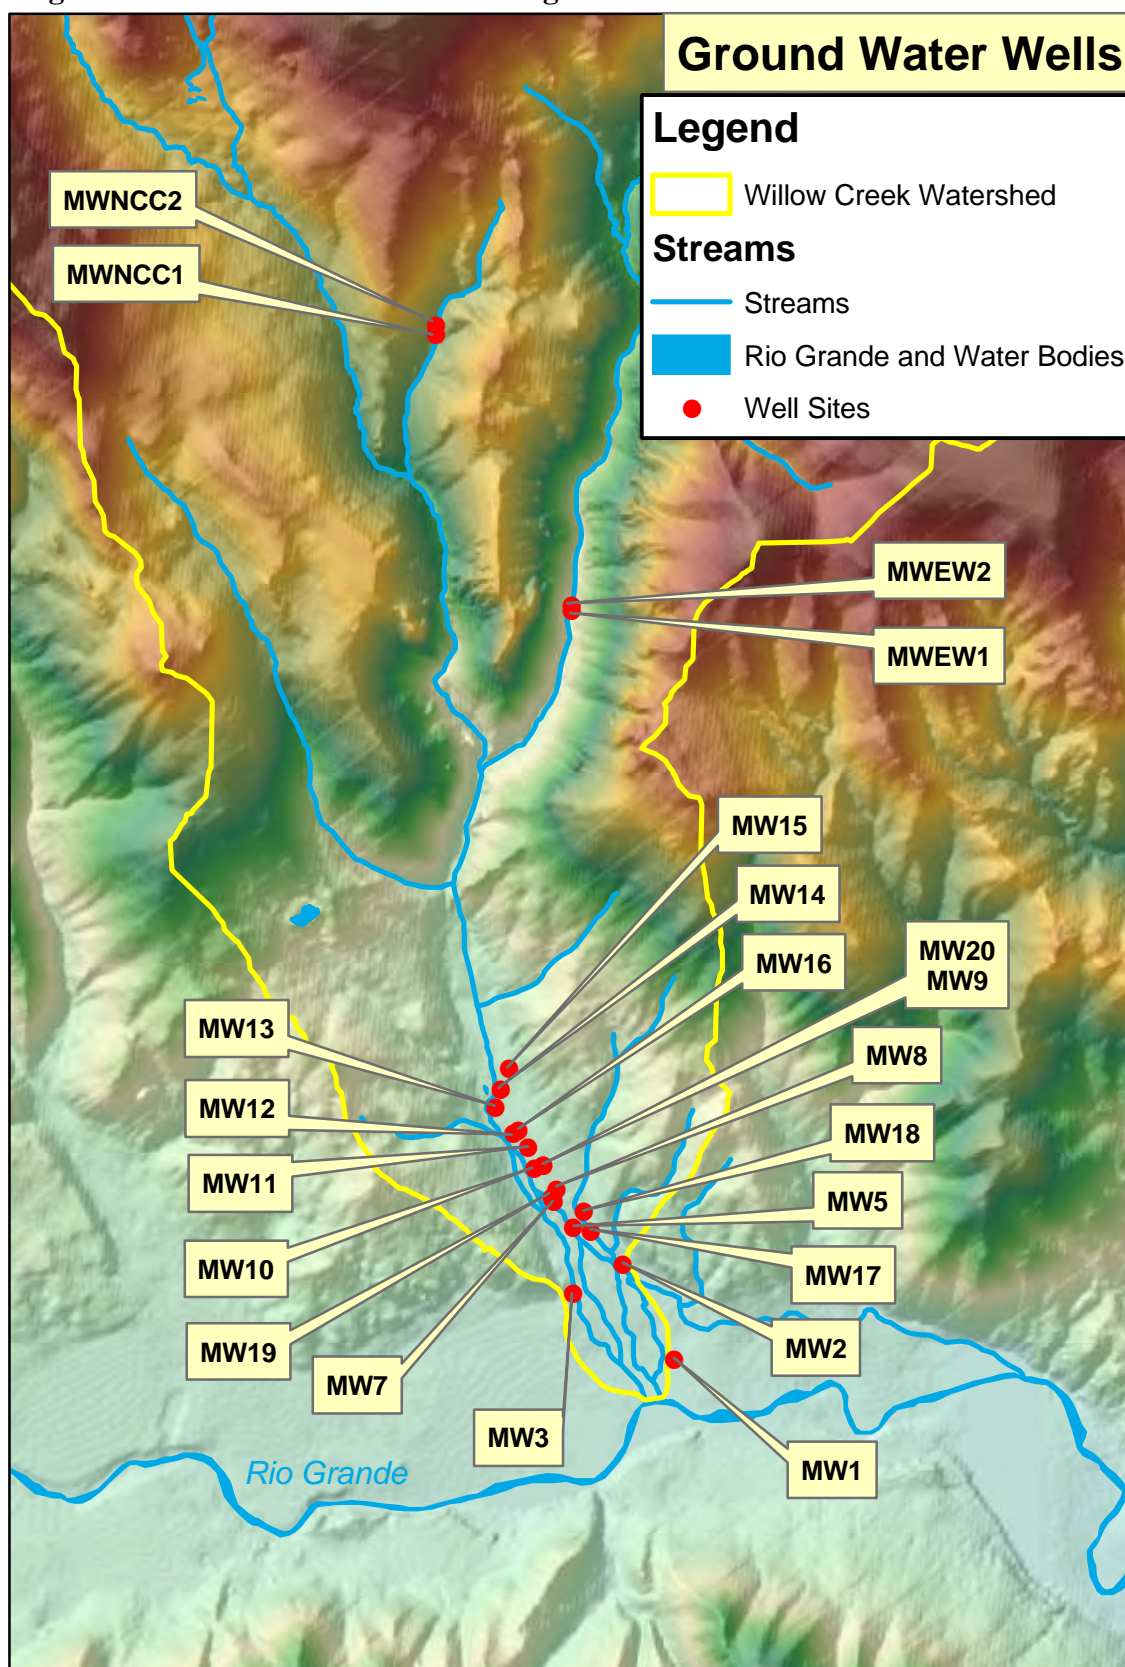 Ground Water Wells
Legend
Willow Creek Watershed
Streams
Streams
Rio Grande and Water Bodies
Well Sites
MWNCC2
MWNCC1
MWEW2
MWEW1
MW15
MW14
MW16
MW20
MW9
MW13
MW8
MW12
MW18
MW11
MW5
MW10
MW17
MW19
MW2
MW7
MW3
MW1
Rio Grande